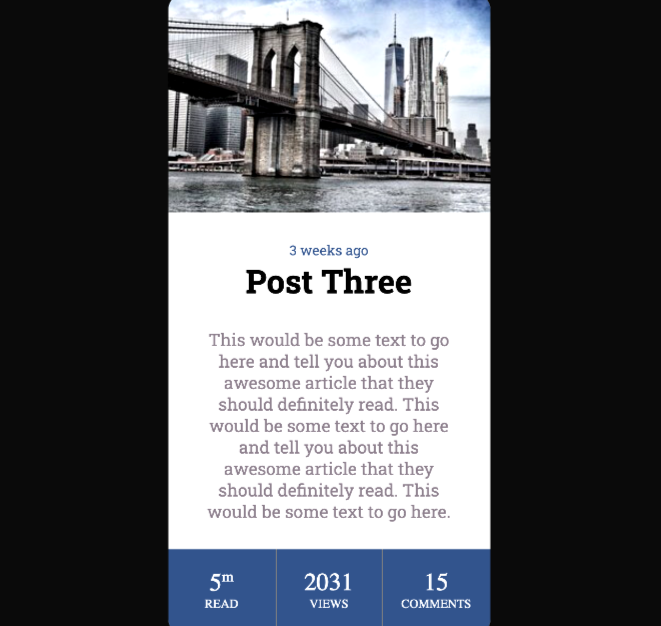 3 weeks ago
Post Three
This would be some text to go
here and tell you about this
awesome article that they
should definitely read. This
would be some text to go here
and tell you about this
awesome article that they
should definitely read. This
would be some text to go here.
5m 2031 15
READ VIEWS COMMENTS